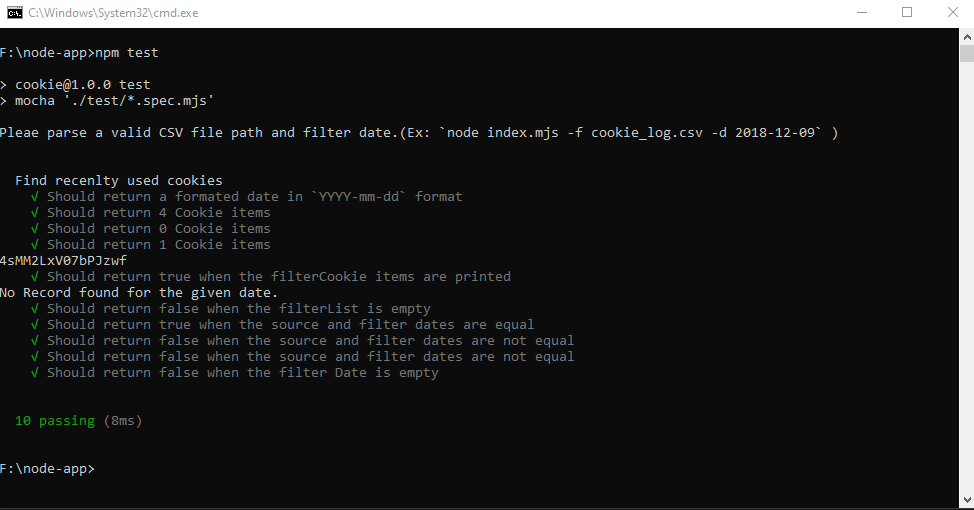 C:\Windows\System32\cmd.exe
F:\node-app>npm test
> cookie@1.0.0 test
> mocha './test/*.spec.mjs'
Pleae parse a valid CSV file path and filter date.(Ex: `node index.mjs -f cookie_log.csv -d 2018-12-09` )
Find recenlty used cookies
√ Should return a formated date in `YYYY-mm-dd` format
√ Should return 4 Cookie items
√ Should return 0 Cookie items
√ Should return 1 Cookie items
4sMM2LxV07bPJzwf
√ Should return true when the filterCookie items are printed
No Record found for the given date.
√ Should return false when the filterList is empty
√ Should return true when the source and filter dates are equal
√ Should return false when the source and filter dates are not equal
√ Should return false when the source and filter dates are not equal
√ Should return false when the filter Date is empty
10 passing (8ms)
F:\node-app>